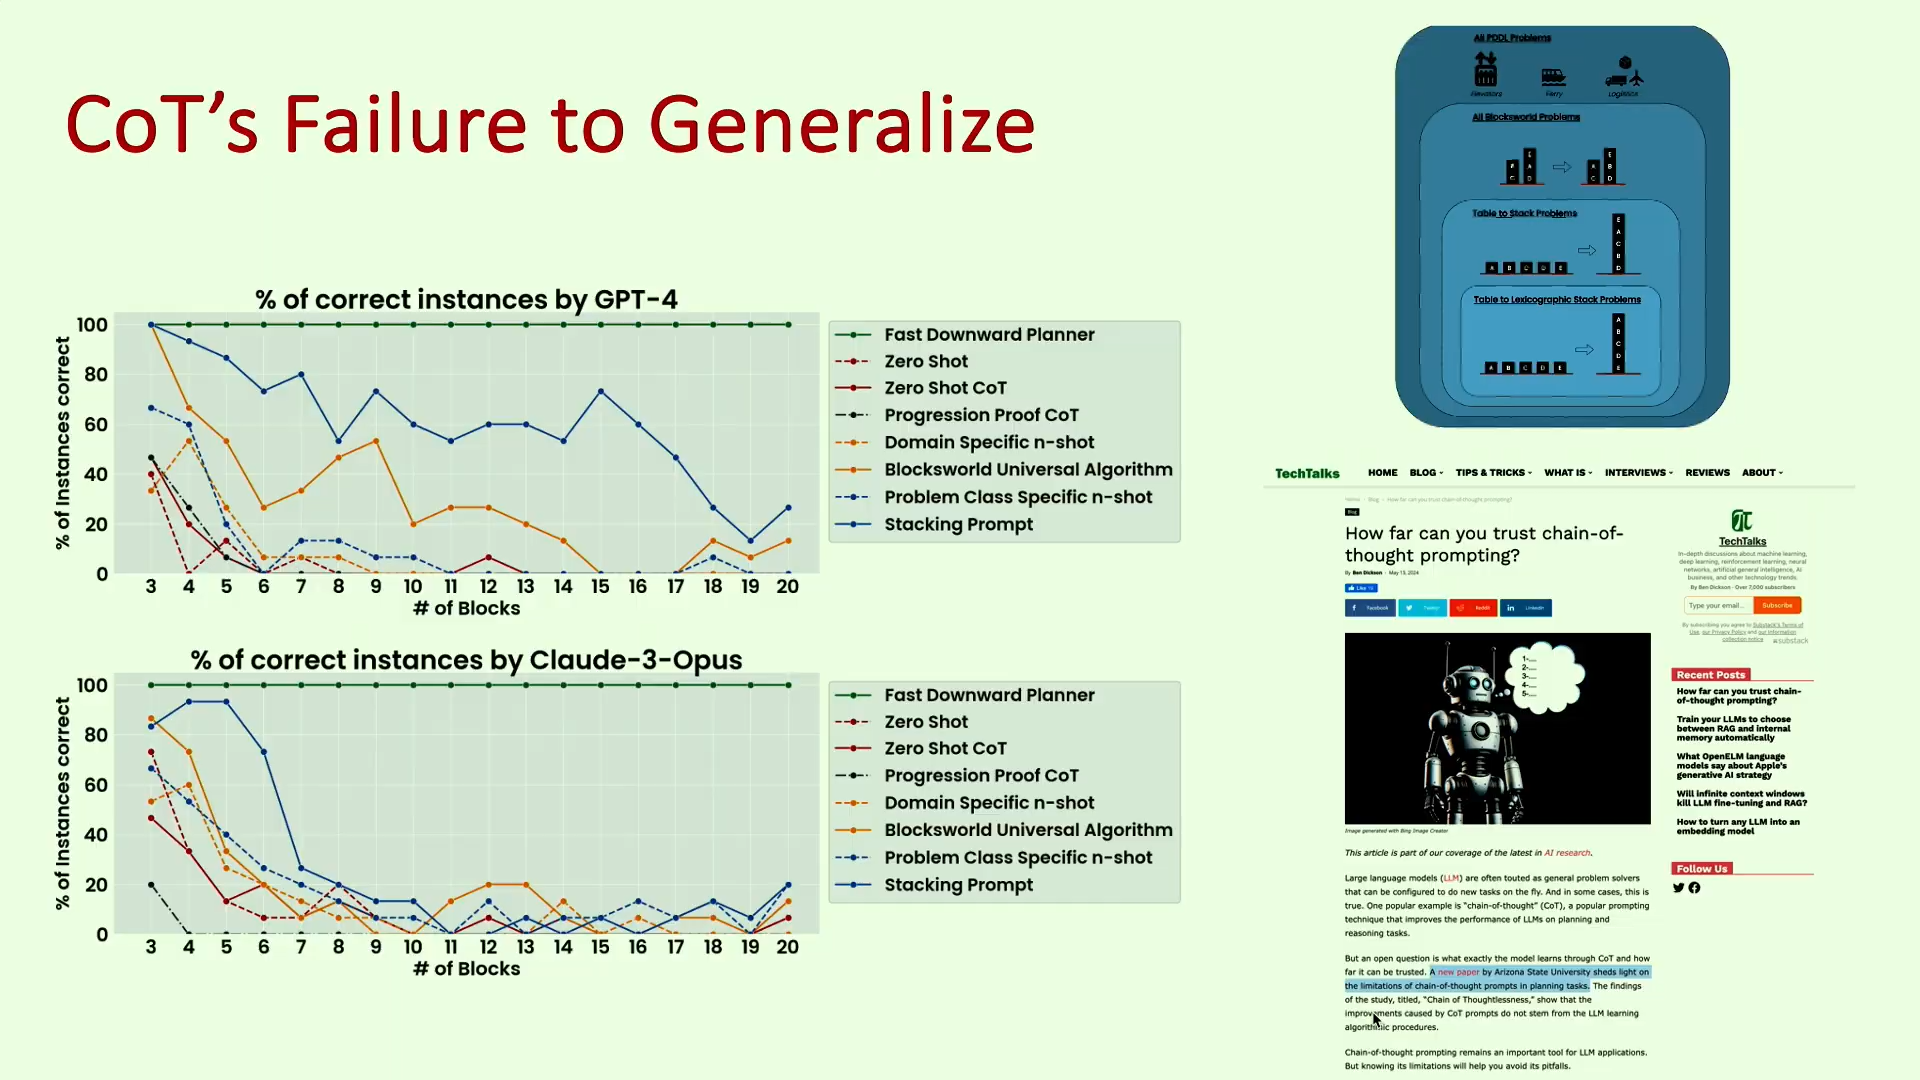 CoT's Failure to Generalize
% of correct instances by GPT-4
% of Instances correct
100
80
60
40
20
0
3 4 5 6 7 8 9 10 11 12 13 14 15 16 17 18 19 20
# of Blocks
Fast Downward Planner
Zero Shot
Zero Shot CoT
Progression Proof CoT
Domain Specific n-shot
Blocksworld Universal Algorithm
Problem Class Specific n-shot
Stacking Prompt
% of correct instances by Claude-3-Opus
% of Instances correct
100
80
60
40
20
0
3 4 5 6 7 8 9 10 11 12 13 14 15 16 17 18 19 20
# of Blocks
Fast Downward Planner
Zero Shot
Zero Shot CoT
Progression Proof CoT
Domain Specific n-shot
Blocksworld Universal Algorithm
Problem Class Specific n-shot
Stacking Prompt
All PDDL Problems
Elevators Ferry Logistics
All Blocksworld Problems
Table to Stack Problems
A B C D E
E
A
C
B
D
Table to Lexicographic Stack Problems
A B C D E
A
B
C
D
E
TechTalks HOME BLOG TIPS & TRICKS WHAT IS INTERVIEWS REVIEWS ABOUT
Home Blog How far can you trust chain-of-thought prompting?
Blog
How far can you trust chain-of-
thought prompting?
By Ben Dickson - May 13, 2024
Like
Facebook Twitter Reddit Linkedin
1-
2-
3-
4-
5-
Image generated with Bing Image Creator
This article is part of our coverage of the latest in AI research.
Large language models (LLM) are often touted as general problem solvers
that can be configured to do new tasks on the fly. And in some cases, this is
true. One popular example is "chain-of-thought" (CoT), a popular prompting
technique that improves the performance of LLMs on planning and
reasoning tasks.
But an open question is what exactly the model learns through CoT and how
far it can be trusted. A new paper by Arizona State University sheds light on
the limitations of chain-of-thought prompts in planning tasks. The findings
of the study, titled, "Chain of Thoughtlessness," show that the
improvements caused by CoT prompts do not stem from the LLM learning
algorithmic procedures.
Chain-of-thought prompting remains an important tool for LLM applications.
But knowing its limitations will help you avoid its pitfalls.
TechTalks
In-depth discussions about machine learning,
deep learning, reinforcement learning, neural
networks, artificial general intelligence, AI
business, and other technology trends.
By Ben Dickson · Over 7,000 subscribers
Type your email... Subscribe
By subscribing you agree to Substack's Terms of
Use, our Privacy Policy and our Information
collection notice
substack
Recent Posts
How far can you trust chain-
of-thought prompting?
Train your LLMs to choose
between RAG and internal
memory automatically
What OpenELM language
models say about Apple's
generative AI strategy
Will infinite context windows
kill LLM fine-tuning and RAG?
How to turn any LLM into an
embedding model
Follow Us